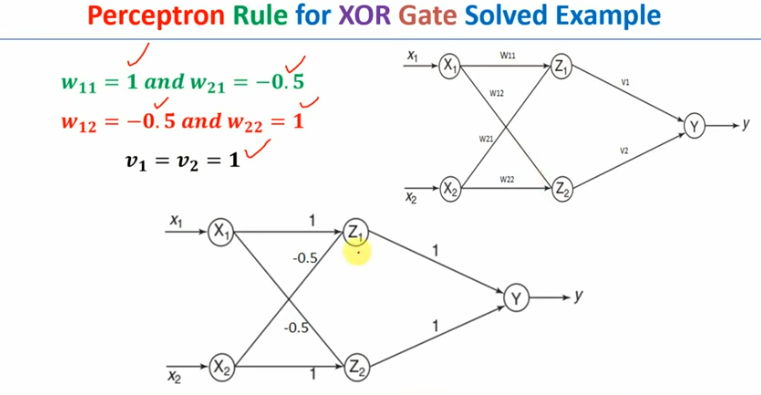 Perceptron Rule for XOR Gate Solved Example
w₁₁ = 1 and w₂₁ = −0.5
w₁₂ = −0.5 and w₂₂ = 1
v₁ = v₂ = 1
x₁ X₁ W11 Z₁
W12
V1
W21
Y y
V2
x₂ X₂ W22 Z₂
x₁ X₁ 1 Z₁
-0.5
1
Y y
-0.5
1
x₂ X₂ 1 Z₂